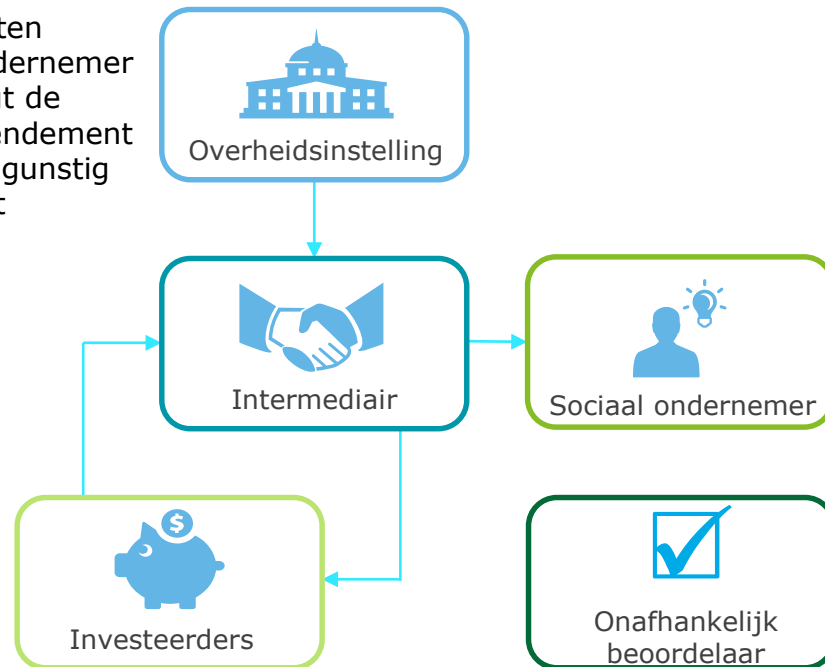 ten
dernemer
t de
endement
gunstig
t
Overheidsinstelling
Intermediair
Sociaal ondernemer
$
Investeerders
Onafhankelijk
beoordelaar